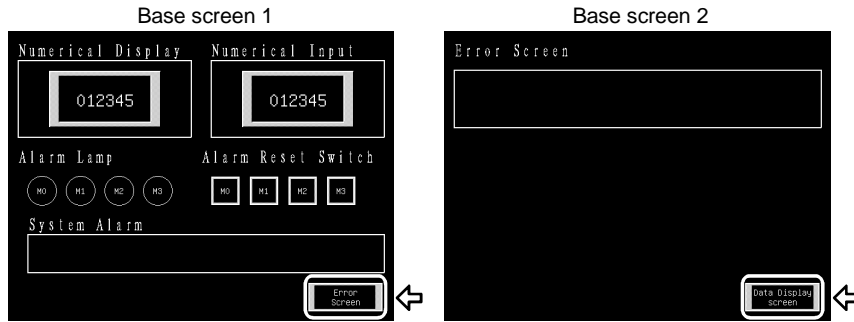 Base screen 1
Numerical Display
Numerical Input
012345
012345
Alarm Lamp
Alarm Reset Switch
M0 M1 M2 M3
M0 M1 M2 M3
System Alarm
Error
Screen
Base screen 2
Error Screen
Data Display
screen